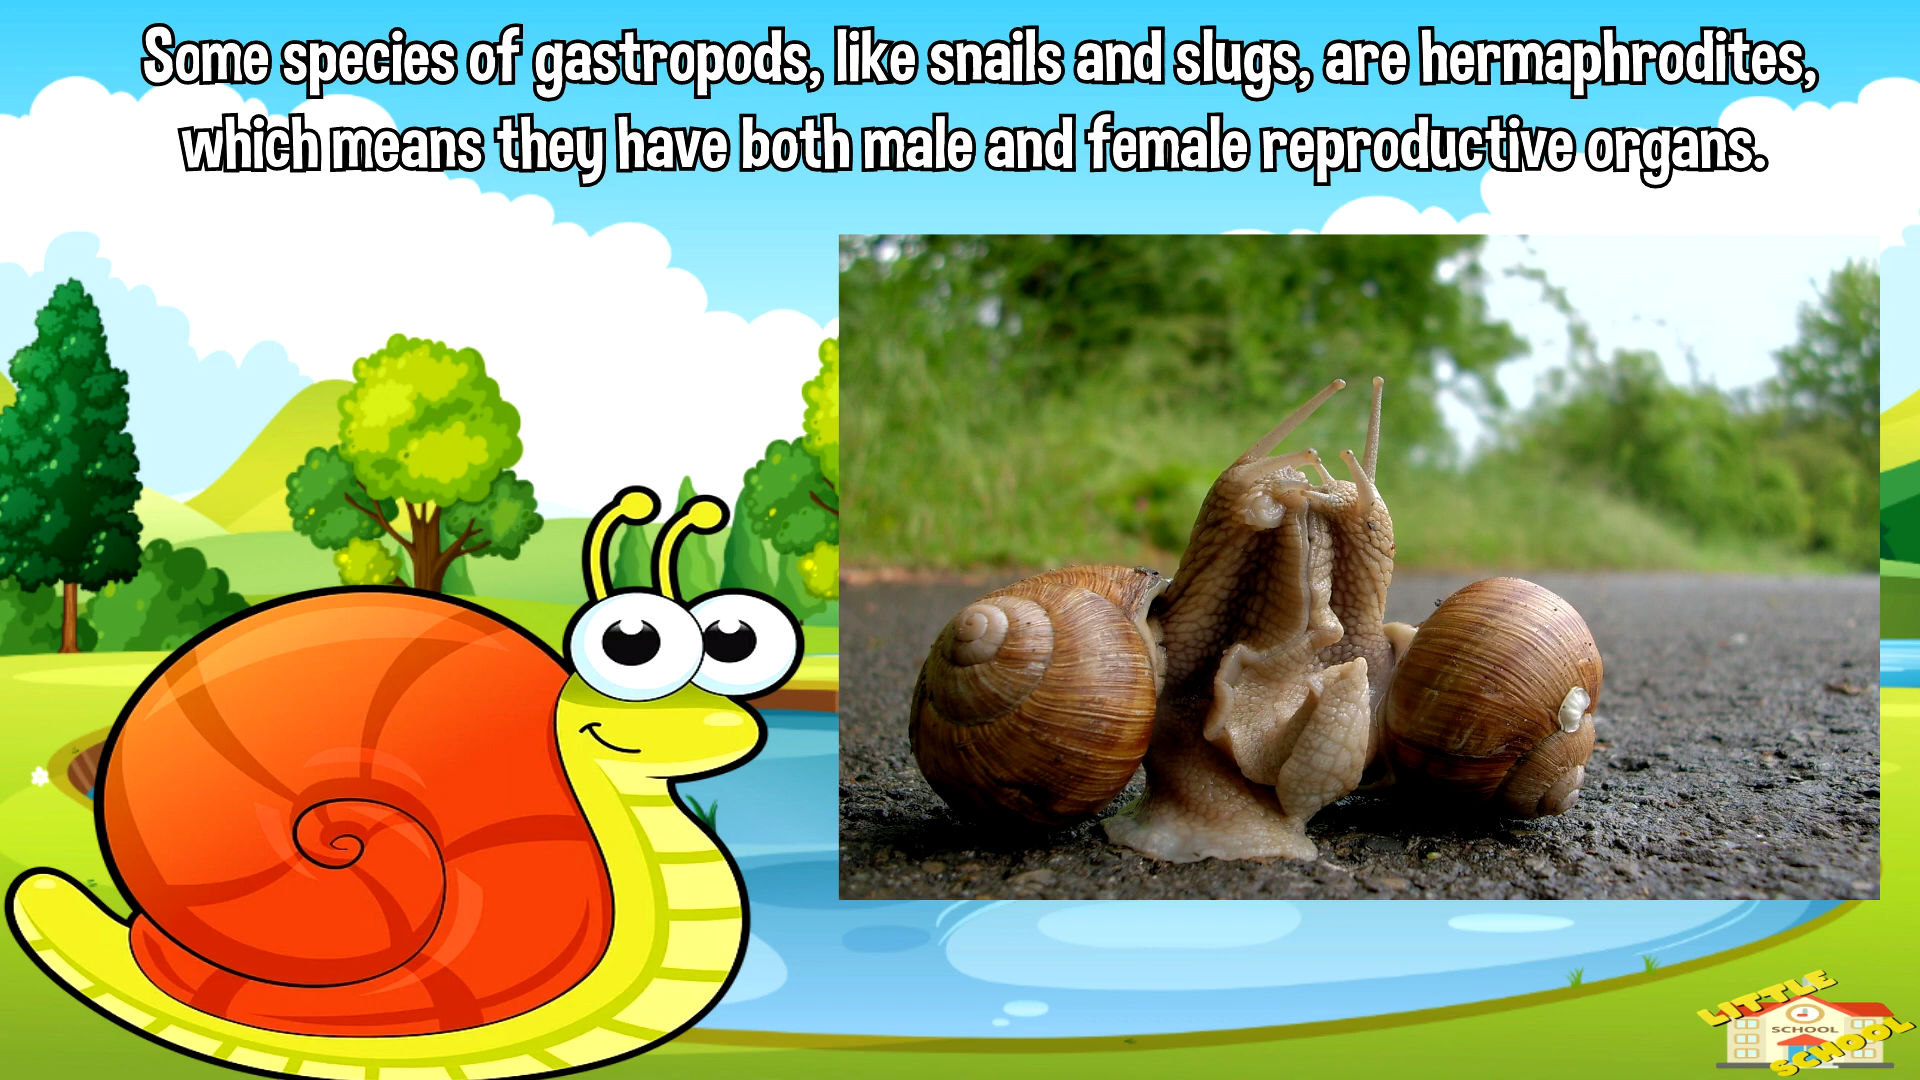 Some species of gastropods, like snails and slugs, are hermaphrodites,
which means they have both male and female reproductive organs.
LITTLE
SCHOOL
SCHOOL